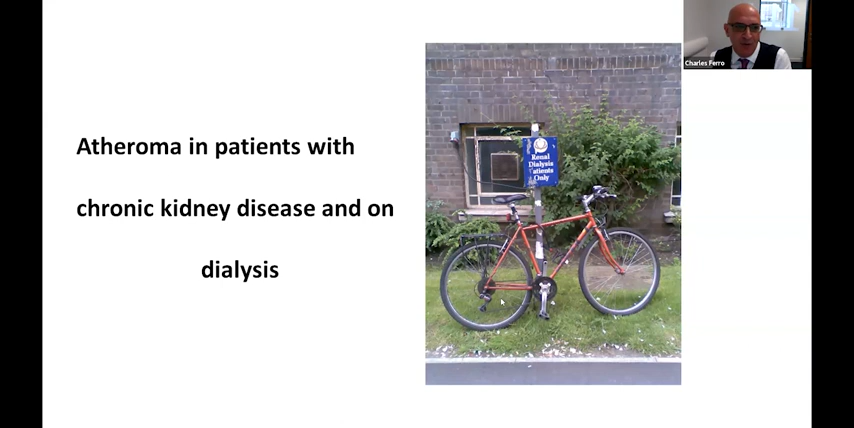 Charles Ferro
Atheroma in patients with
chronic kidney disease and on
dialysis
Renal
Dialysis
Patients
Only